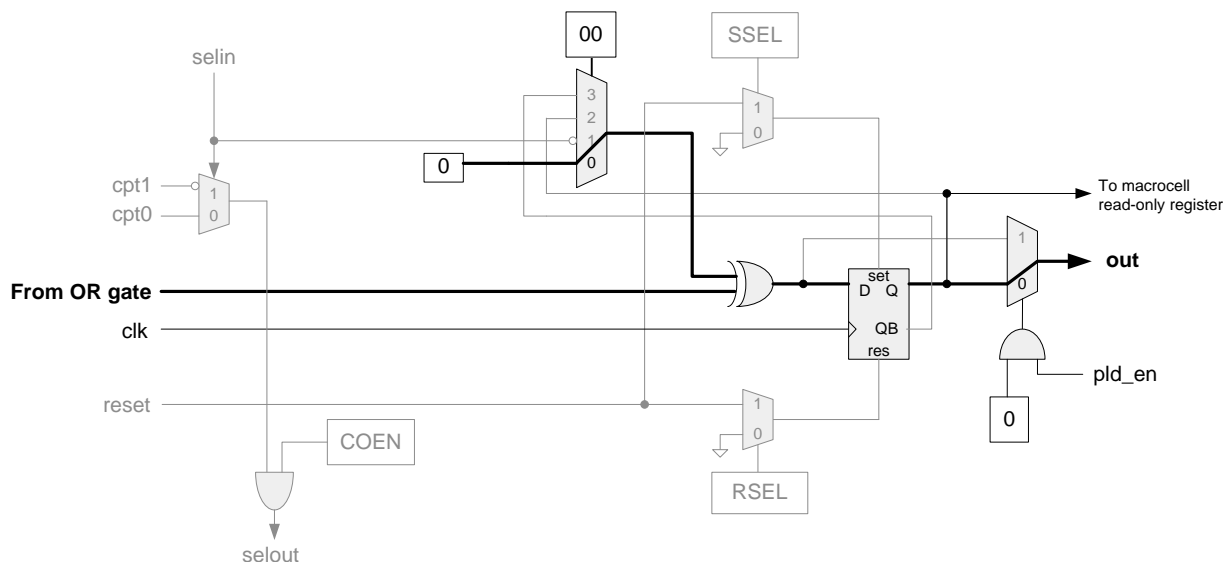 00
SSEL
selin
3
2
1
0
1
0
0
cpt1
cpt0
1
0
To macrocell
read-only register
1
0
out
From OR gate
set
D Q
QB
res
clk
pld_en
reset
1
0
0
COEN
RSEL
selout